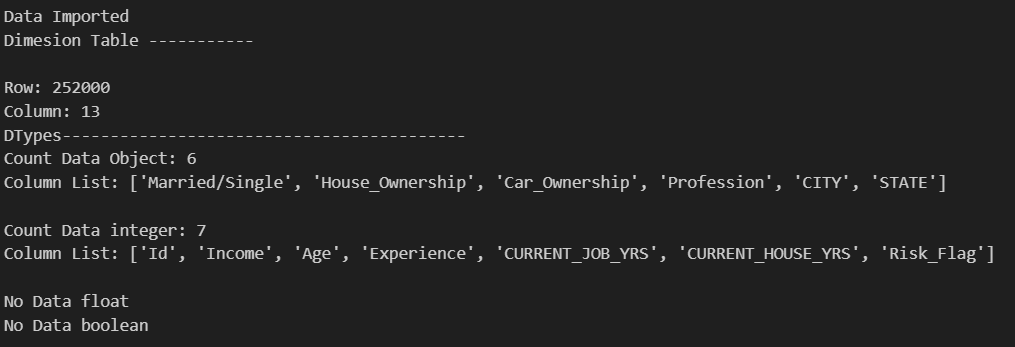 Data Imported
Dimesion Table -----------
Row: 252000
Column: 13
DTypes------------------------------------------
Count Data Object: 6
Column List: ['Married/Single', 'House_Ownership', 'Car_Ownership', 'Profession', 'CITY', 'STATE']
Count Data integer: 7
Column List: ['Id', 'Income', 'Age', 'Experience', 'CURRENT_JOB_YRS', 'CURRENT_HOUSE_YRS', 'Risk_Flag']
No Data float
No Data boolean